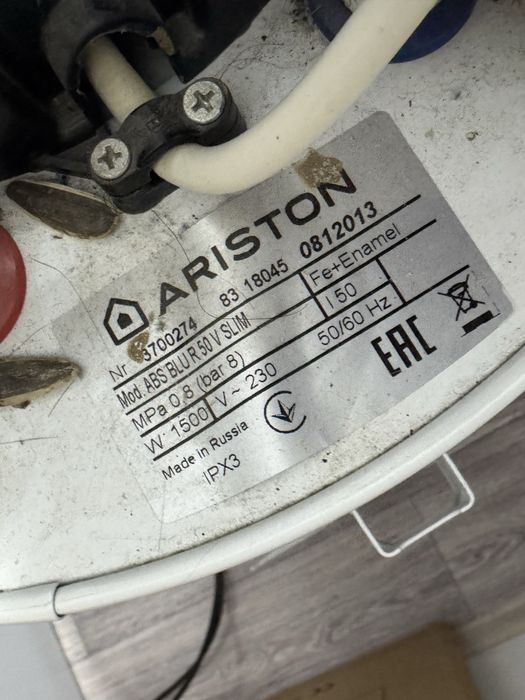 ARISTON
Nr 3700274 83 18045 0812013
Mod. ABS BLU R 50 V SLIM Fe+Enamel
MPa 0,8 (bar 8) l 50
W: 1500 V~ 230 50/60 Hz
Made in Russia
IPX3
EAC